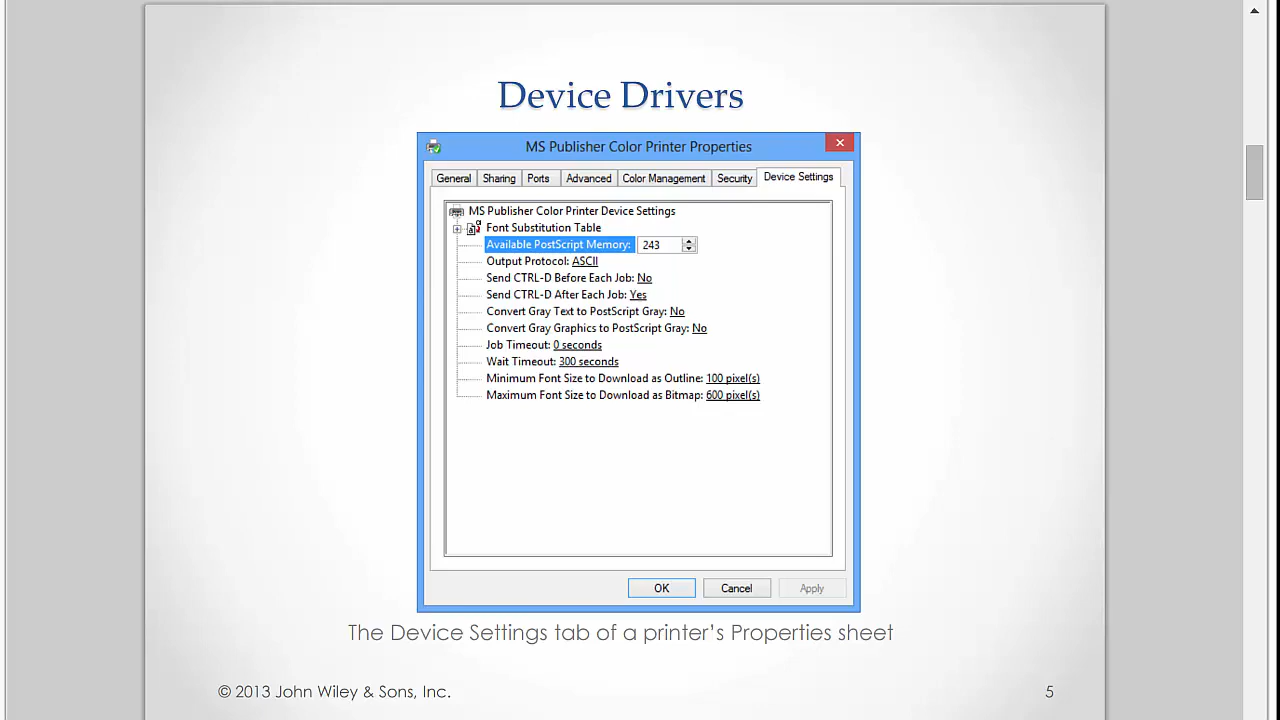 Device Drivers
MS Publisher Color Printer Properties
General Sharing Ports Advanced Color Management Security Device Settings
MS Publisher Color Printer Device Settings
Font Substitution Table
Available PostScript Memory: 243
Output Protocol: ASCII
Send CTRL-D Before Each Job: No
Send CTRL-D After Each Job: Yes
Convert Gray Text to PostScript Gray: No
Convert Gray Graphics to PostScript Gray: No
Job Timeout: 0 seconds
Wait Timeout: 300 seconds
Minimum Font Size to Download as Outline: 100 pixel(s)
Maximum Font Size to Download as Bitmap: 600 pixel(s)
OK Cancel Apply
The Device Settings tab of a printer’s Properties sheet
© 2013 John Wiley & Sons, Inc. 5